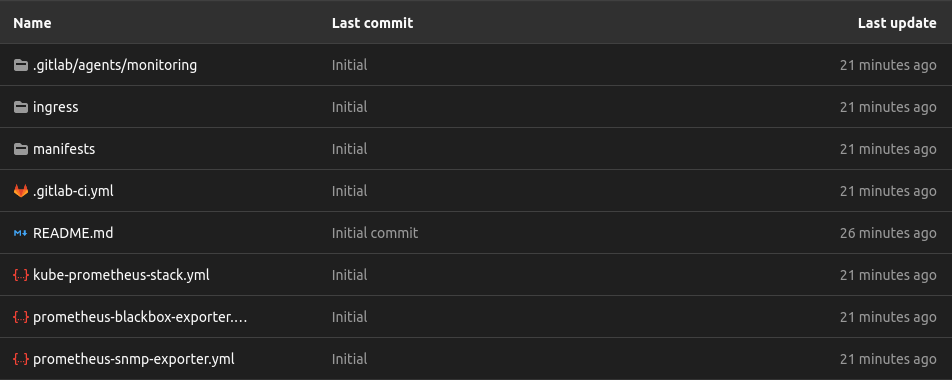 Name Last commit Last update
.gitlab/agents/monitoring Initial 21 minutes ago
ingress Initial 21 minutes ago
manifests Initial 21 minutes ago
.gitlab-ci.yml Initial 21 minutes ago
README.md Initial commit 26 minutes ago
kube-prometheus-stack.yml Initial 21 minutes ago
prometheus-blackbox-exporter.… Initial 21 minutes ago
prometheus-snmp-exporter.yml Initial 21 minutes ago